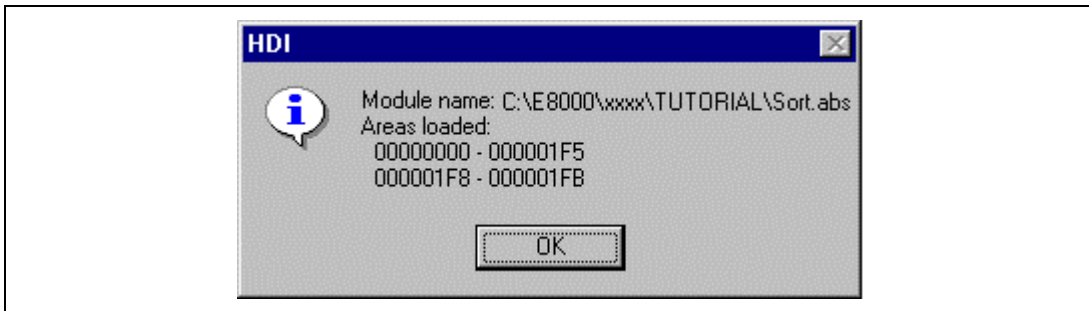 HDI
Module name: C:\E8000\xxxx\TUTORIAL\Sort.abs
Areas loaded:
00000000 - 000001F5
000001F8 - 000001FB
OK